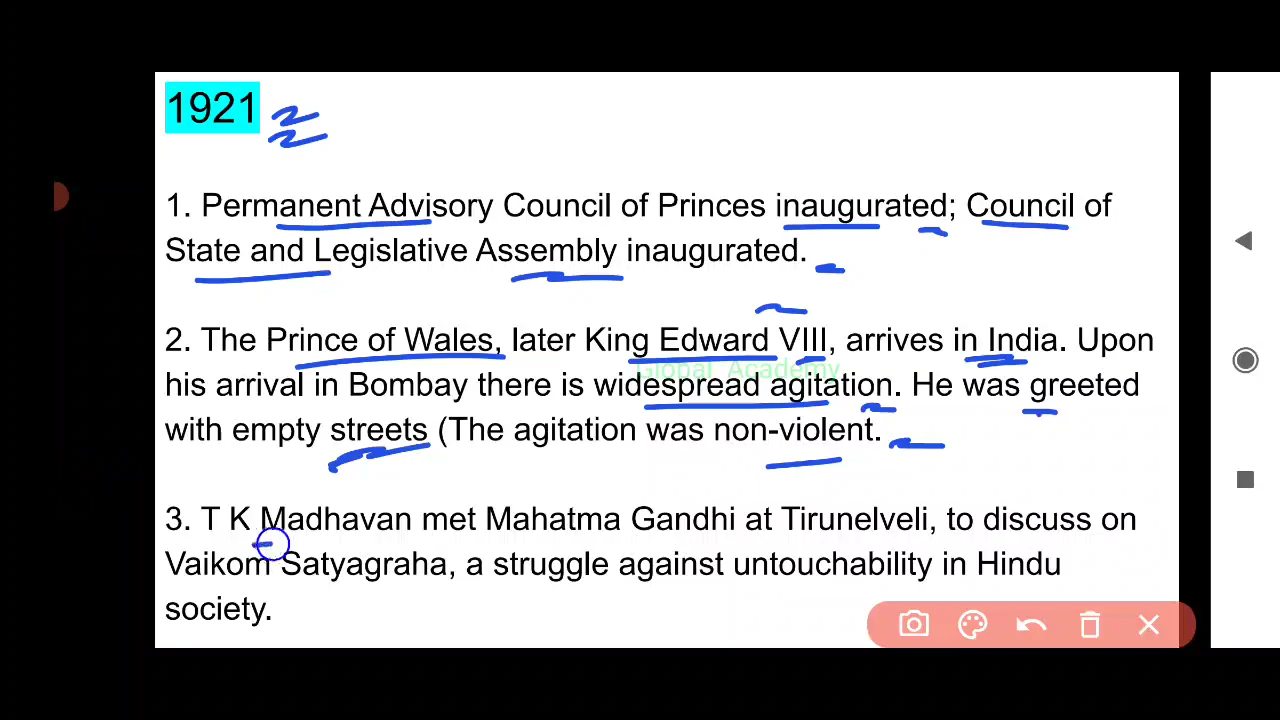 1921
1. Permanent Advisory Council of Princes inaugurated; Council of
State and Legislative Assembly inaugurated.
2. The Prince of Wales, later King Edward VIII, arrives in India. Upon
Global Academy
his arrival in Bombay there is widespread agitation. He was greeted
with empty streets (The agitation was non-violent.
3. T K Madhavan met Mahatma Gandhi at Tirunelveli, to discuss on
Vaikom Satyagraha, a struggle against untouchability in Hindu
society.